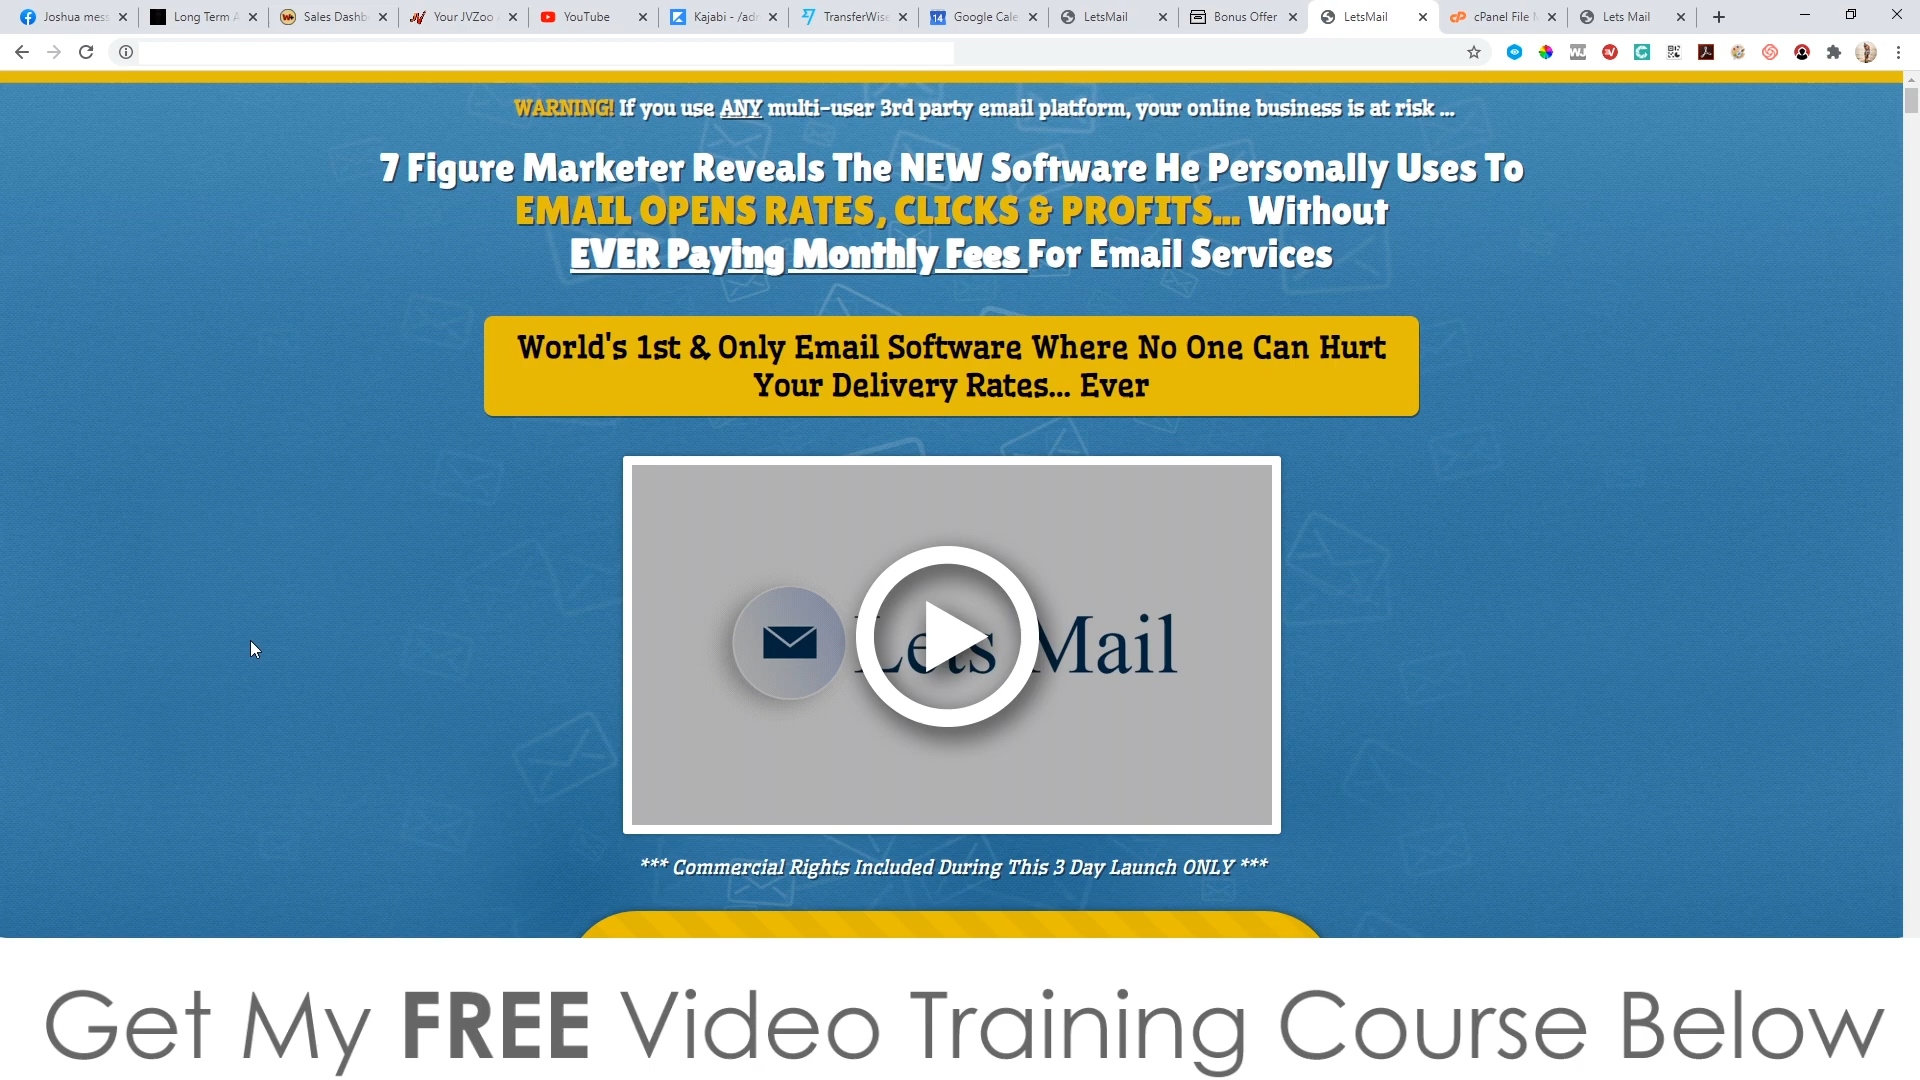 Joshua mess
Long Term A
Sales Dashb
Your JVZoo
YouTube
Kajabi - /adr
TransferWise
Google Cale
LetsMail
Bonus Offer
LetsMail
cPanel File M
Lets Mail
WARNING! If you use ANY multi-user 3rd party email platform, your online business is at risk ...
7 Figure Marketer Reveals The NEW Software He Personally Uses To
EMAIL OPENS RATES, CLICKS & PROFITS... Without
EVER Paying Monthly Fees For Email Services
World's 1st & Only Email Software Where No One Can Hurt
Your Delivery Rates... Ever
Lets Mail
*** Commercial Rights Included During This 3 Day Launch ONLY ***
Get My FREE Video Training Course Below